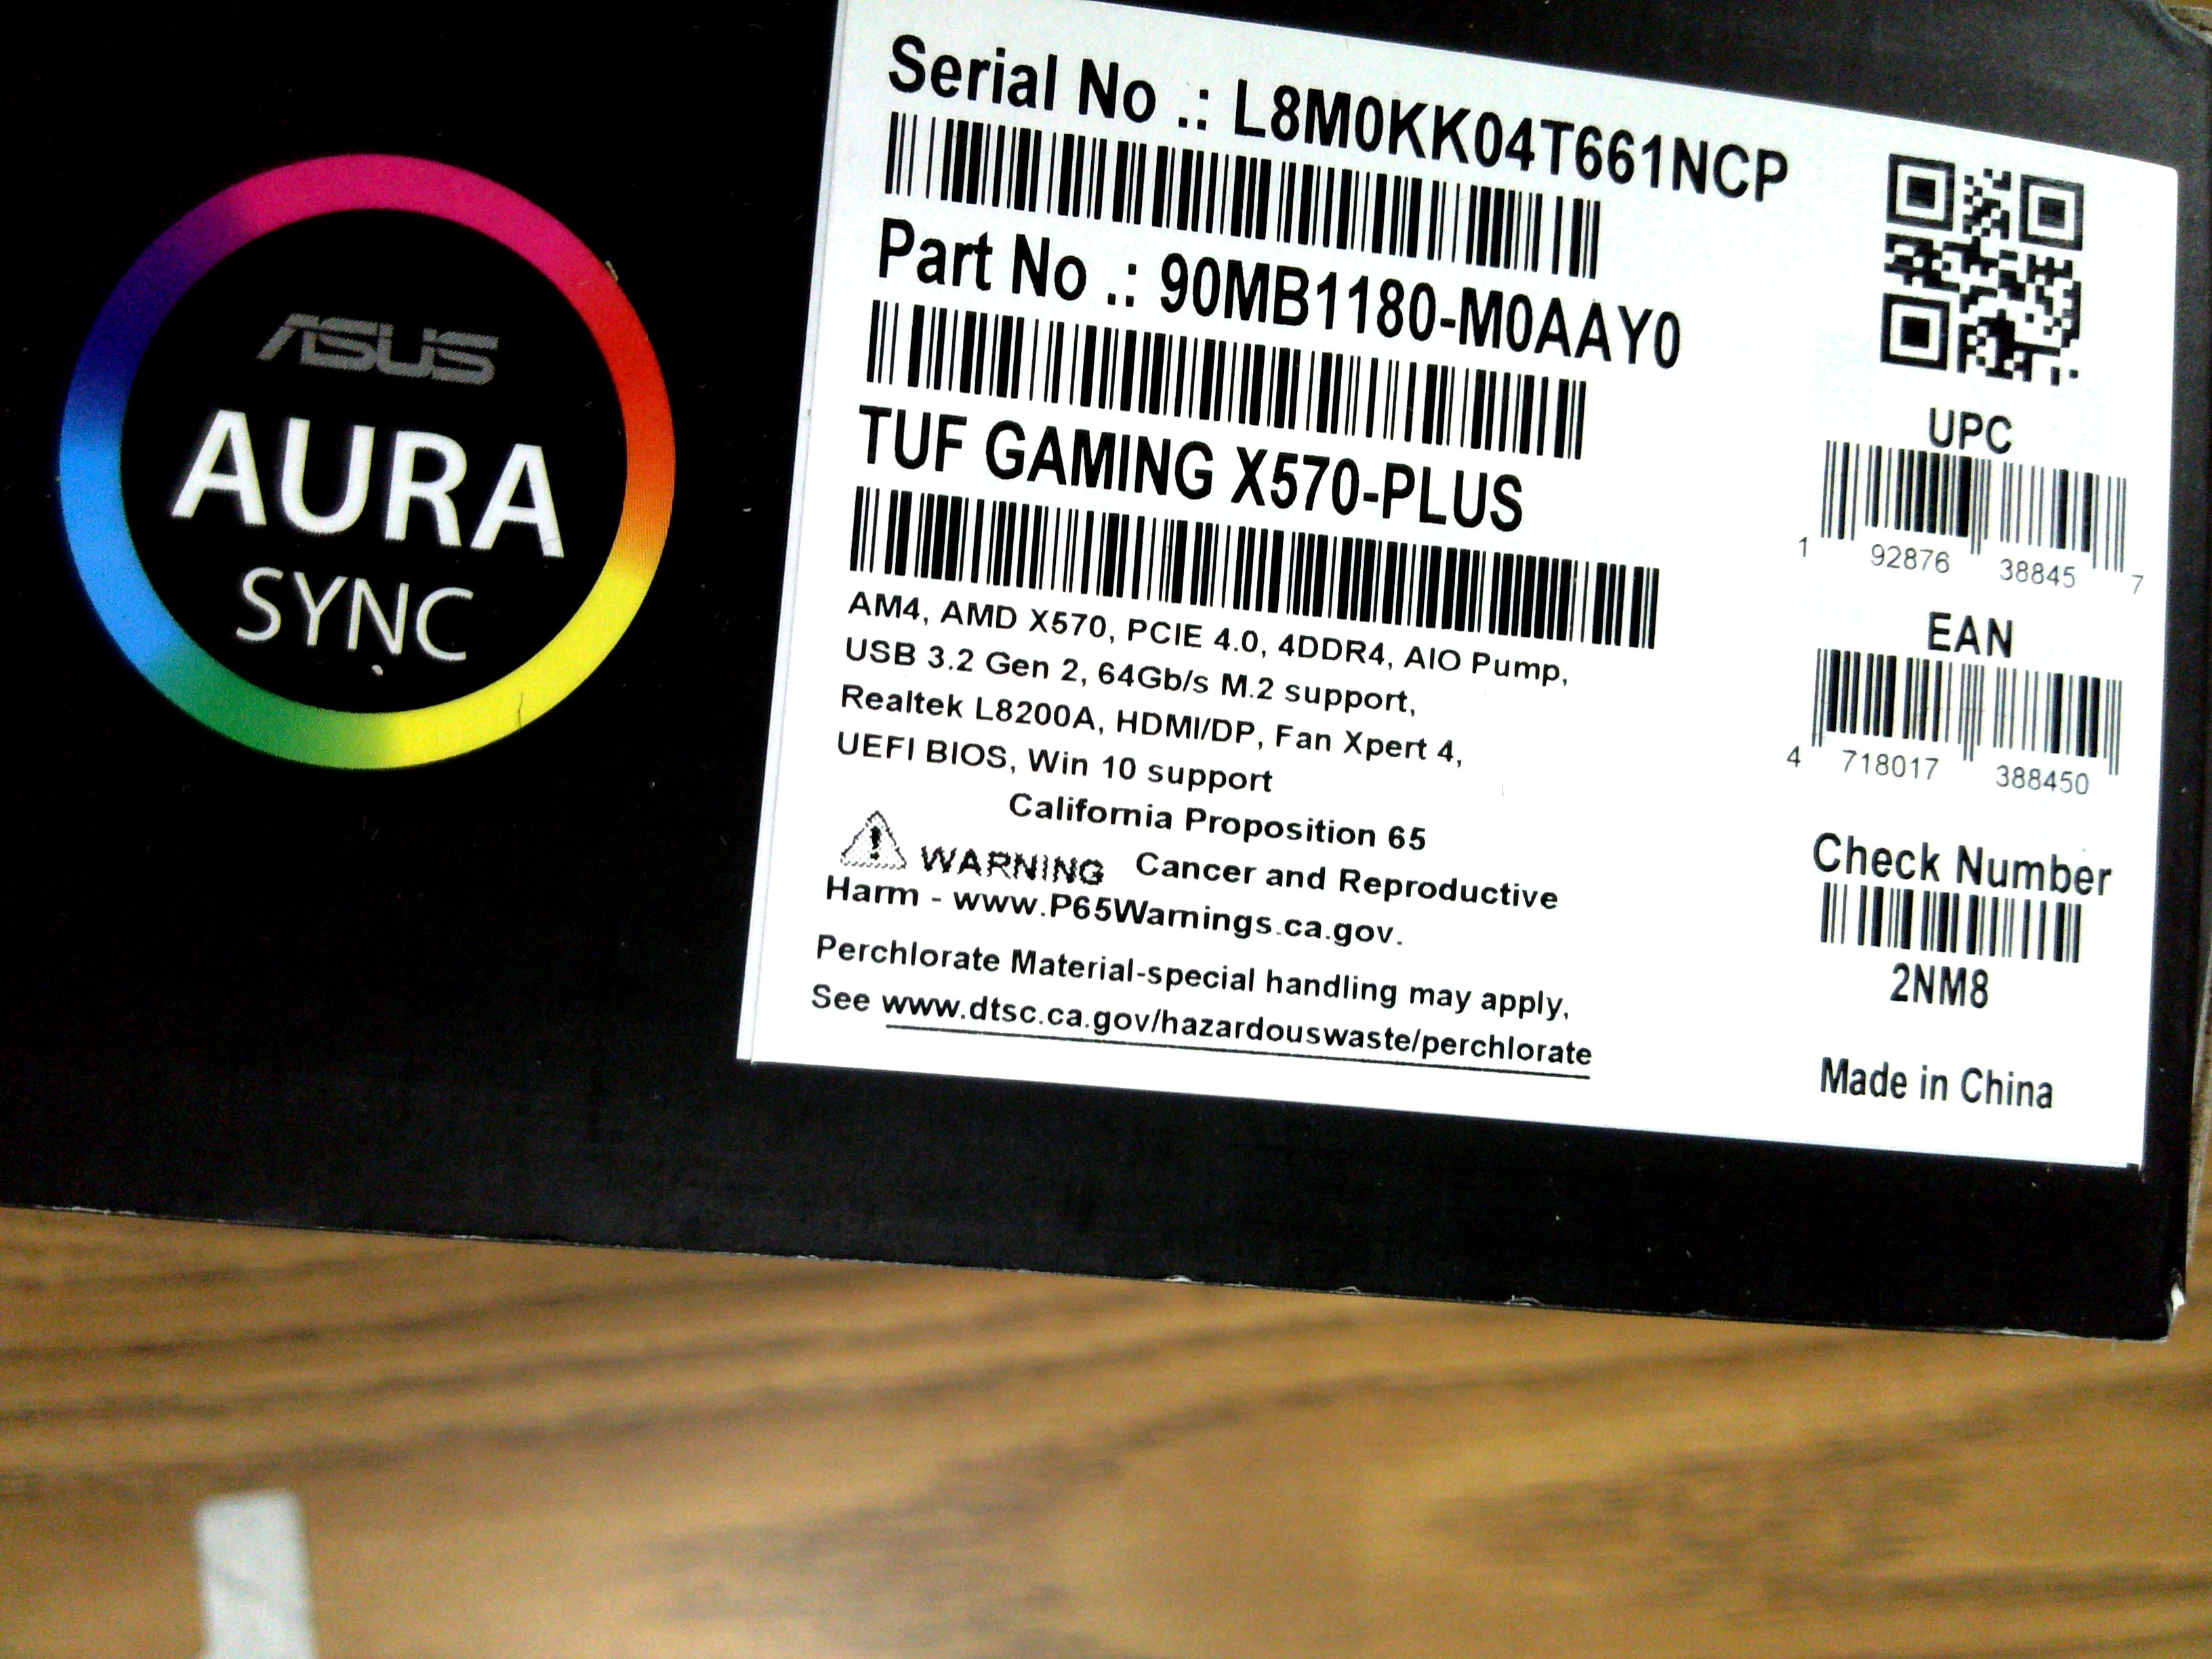 ASUS
AURA
SYNC
Serial No .: L8M0KK04T661NCP
Part No .: 90MB1180-M0AAY0
TUF GAMING X570-PLUS
AM4, AMD X570, PCIE 4.0, 4DDR4, AIO Pump,
USB 3.2 Gen 2, 64Gb/s M.2 support,
Realtek L8200A, HDMI/DP, Fan Xpert 4,
UEFI BIOS, Win 10 support
California Proposition 65
WARNING Cancer and Reproductive
Harm - www.P65Warnings.ca.gov.
Perchlorate Material-special handling may apply,
See www.dtsc.ca.gov/hazardouswaste/perchlorate
UPC
1 92876 38845 7
EAN
4 718017 388450
Check Number
2NM8
Made in China